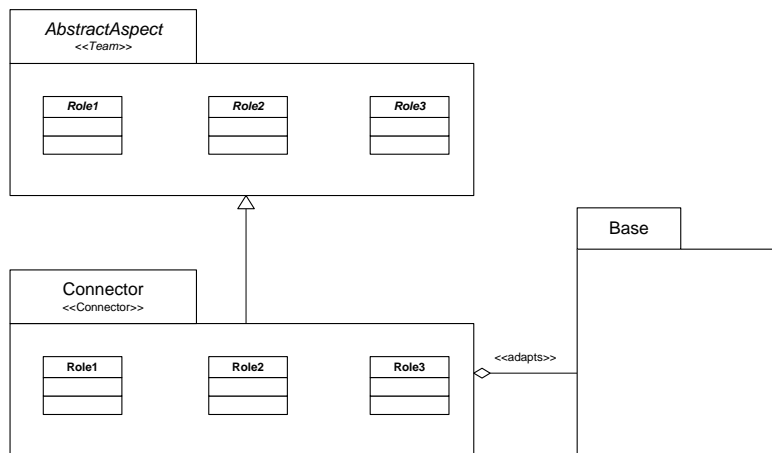 AbstractAspect
<<Team>>
Role1
Role2
Role3
Base
Connector
<<Connector>>
Role1
Role2
Role3
<<adapts>>